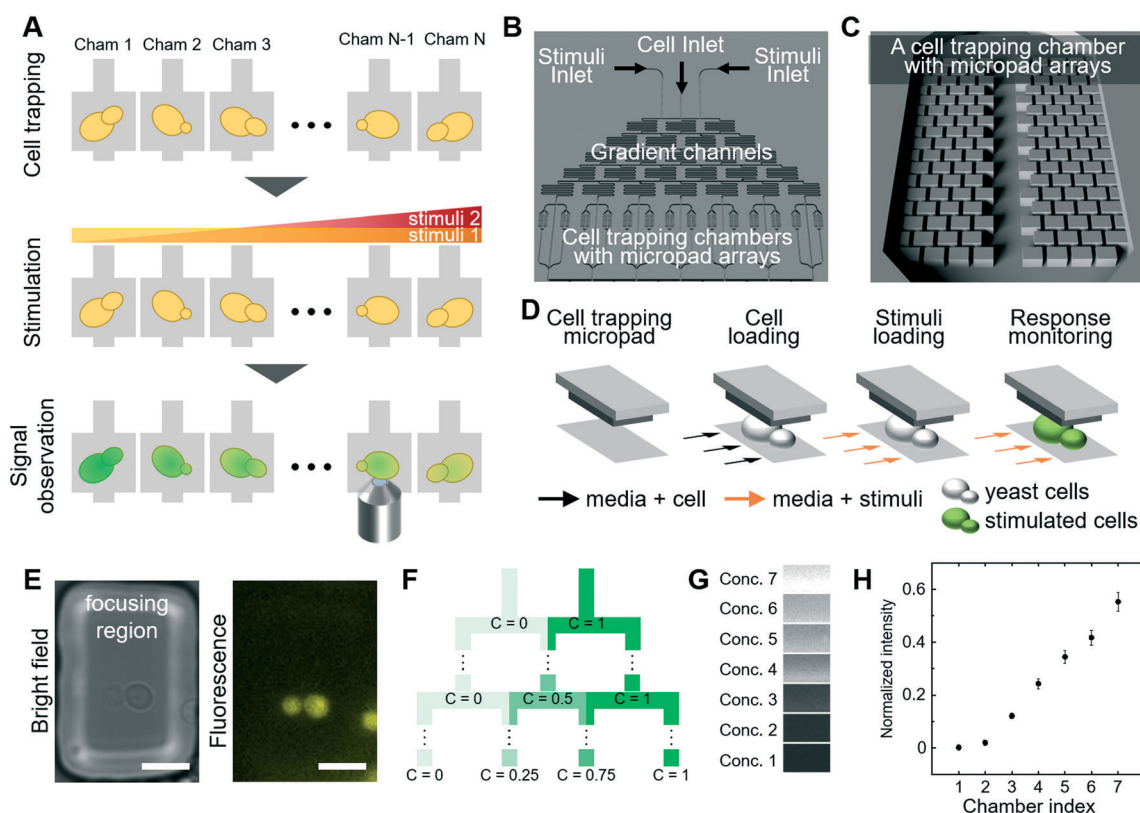 A
Cham 1 Cham 2 Cham 3 Cham N-1 Cham N
Cell trapping
stimuli 2
stimuli 1
Stimulation
Signal
observation
B
Cell Inlet
Stimuli
Inlet
Stimuli
Inlet
Gradient channels
Cell trapping chambers
with micropad arrays
C
A cell trapping chamber
with micropad arrays
D
Cell trapping
micropad
Cell
loading
Stimuli
loading
Response
monitoring
media + cell
media + stimuli
yeast cells
stimulated cells
E
Bright field
focusing
region
Fluorescence
F
C = 0 C = 1
C = 0 C = 0.5 C = 1
C = 0 C = 0.25 C = 0.75 C = 1
G
Conc. 7
Conc. 6
Conc. 5
Conc. 4
Conc. 3
Conc. 2
Conc. 1
H
Normalized intensity
0.6
0.4
0.2
0
1 2 3 4 5 6 7
Chamber index